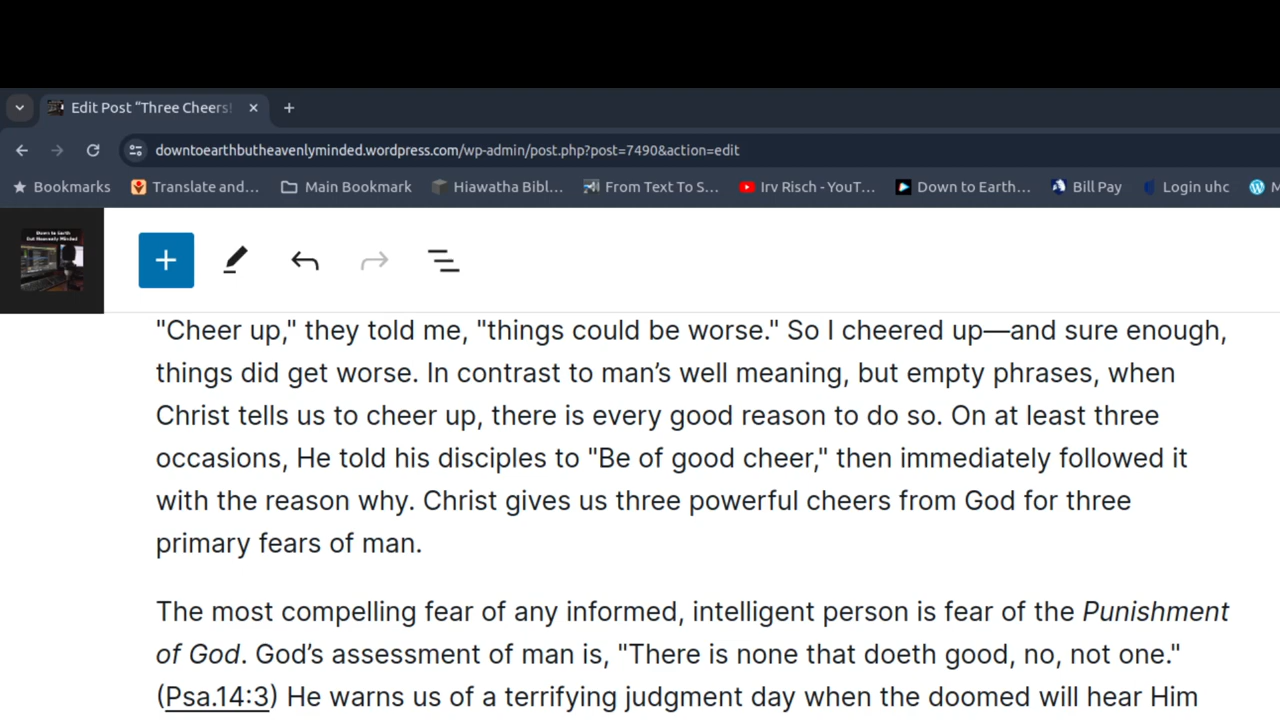 Edit Post “Three Cheers!
downtoearthbutheavenlyminded.wordpress.com/wp-admin/post.php?post=7490&action=edit
Bookmarks Translate and... Main Bookmark Hiawatha Bibl... From Text To S... Irv Risch - YouT... Down to Earth... Bill Pay Login uhc M
Down to Earth
But Heavenly Minded
"Cheer up," they told me, "things could be worse." So I cheered up—and sure enough,
things did get worse. In contrast to man’s well meaning, but empty phrases, when
Christ tells us to cheer up, there is every good reason to do so. On at least three
occasions, He told his disciples to "Be of good cheer," then immediately followed it
with the reason why. Christ gives us three powerful cheers from God for three
primary fears of man.
The most compelling fear of any informed, intelligent person is fear of the Punishment
of God. God’s assessment of man is, "There is none that doeth good, no, not one."
(Psa.14:3) He warns us of a terrifying judgment day when the doomed will hear Him